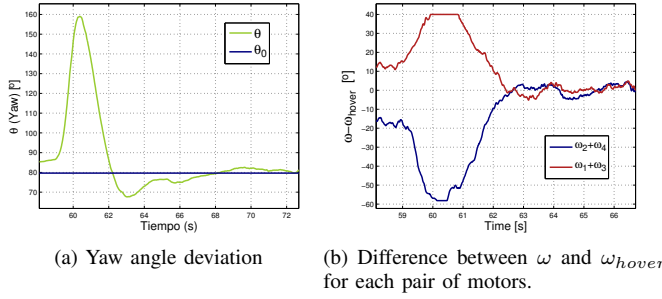 160
150
140
130
120
110
100
90
80
70
θ (Yaw) [º]
60 62 64 66 68 70 72
Tiempo (s)
θ
θ₀
40
30
20
10
0
−10
−20
−30
−40
−50
−60
ω−ω_hover [º]
59 60 61 62 63 64 65 66
Time [s]
ω₂+ω₄
ω₁+ω₃
(a) Yaw angle deviation
(b) Difference between ω and ω_hover
for each pair of motors.